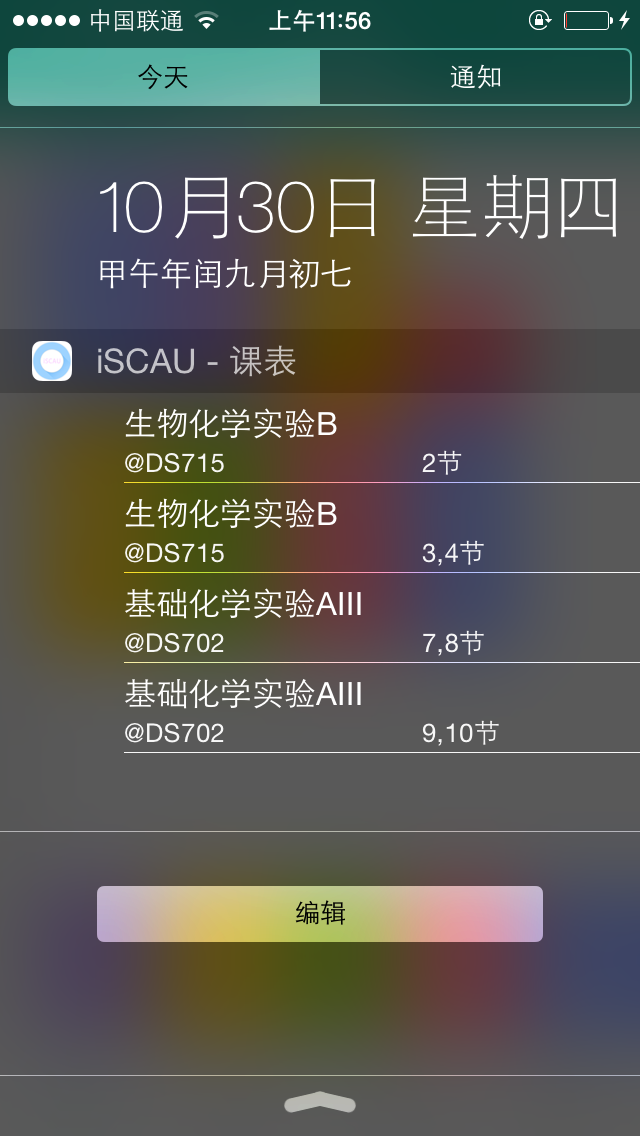 中国联通 上午11:56
今天 通知
10月30日 星期四
甲午年闰九月初七
iSCAU - 课表
生物化学实验B
@DS715 2节
生物化学实验B
@DS715 3,4节
基础化学实验AIII
@DS702 7,8节
基础化学实验AIII
@DS702 9,10节
编辑